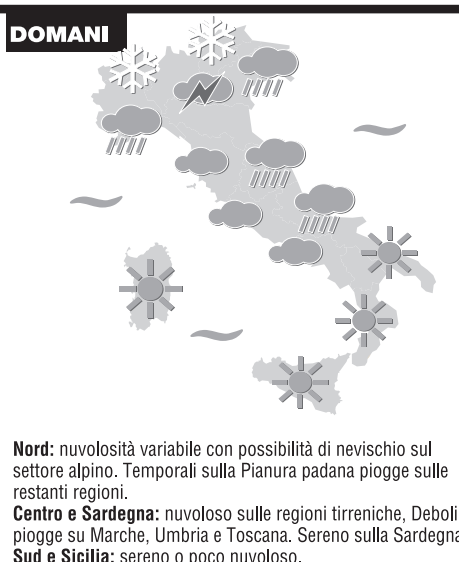 DOMANI
Nord: nuvolosità variabile con possibilità di nevischio sul
settore alpino. Temporali sulla Pianura padana piogge sulle
restanti regioni.
Centro e Sardegna: nuvoloso sulle regioni tirreniche, Deboli
piogge su Marche, Umbria e Toscana. Sereno sulla Sardegna
Sud e Sicilia: sereno o poco nuvoloso.